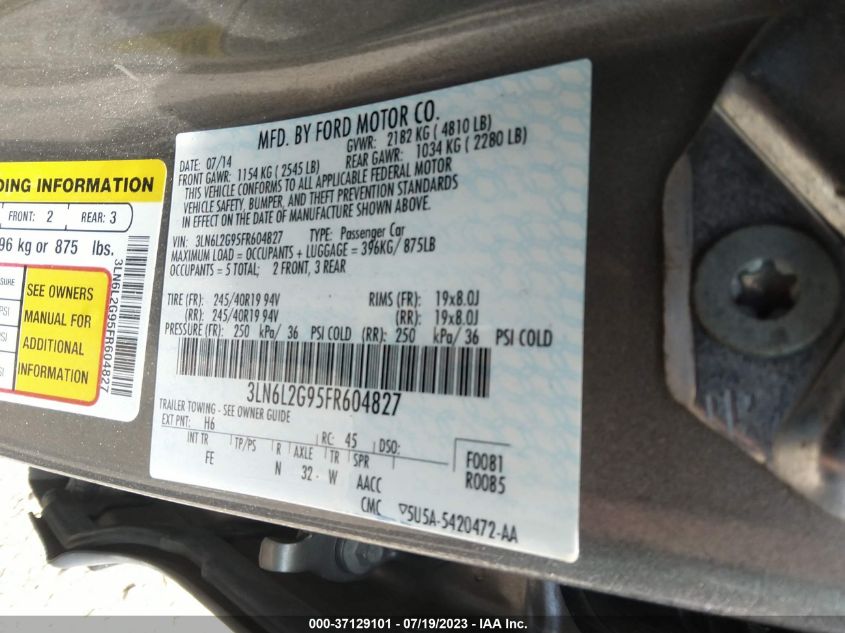 DING INFORMATION
FRONT: 2 REAR: 3
96 kg or 875 lbs.
SURE
SEE OWNERS
PSI
MANUAL FOR
PSI
ADDITIONAL
PSI
INFORMATION
3LN6L2G95FR604827
MFD. BY FORD MOTOR CO.
DATE: 07/14 GVWR: 2182 KG ( 4810 LB)
FRONT GAWR: 1154 KG ( 2545 LB) REAR GAWR: 1034 KG ( 2280 LB)
THIS VEHICLE CONFORMS TO ALL APPLICABLE FEDERAL MOTOR
VEHICLE SAFETY, BUMPER, AND THEFT PREVENTION STANDARDS
IN EFFECT ON THE DATE OF MANUFACTURE SHOWN ABOVE.
VIN: 3LN6L2G95FR604827 TYPE: Passenger Car
MAXIMUM LOAD = OCCUPANTS + LUGGAGE = 396KG/ 875LB
OCCUPANTS = 5 TOTAL; 2 FRONT, 3 REAR
TIRE (FR): 245/40R19 94V RIMS (FR): 19x8.0J
(RR): 245/40R19 94V (RR): 19x8.0J
PRESSURE (FR): 250 kPa/ 36 PSI COLD (RR): 250 kPa/ 36 PSI COLD
3LN6L2G95FR604827
TRAILER TOWING - SEE OWNER GUIDE
EXT PNT: H6 RC: 45 DSO:
INT TR TP/PS R AXLE TR SPR F0081
FE N 32 - W AACC R0085
CMC ▽5U5A-5420472-AA
000-37129101 - 07/19/2023 - IAA Inc.